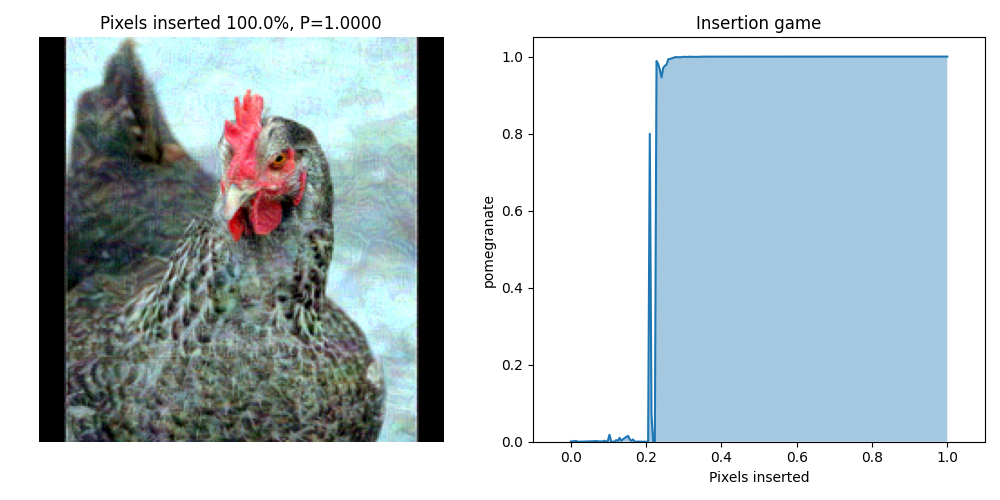 Pixels inserted 100.0%, P=1.0000
Insertion game
pomegranate
1.0
0.8
0.6
0.4
0.2
0.0
0.0 0.2 0.4 0.6 0.8 1.0
Pixels inserted